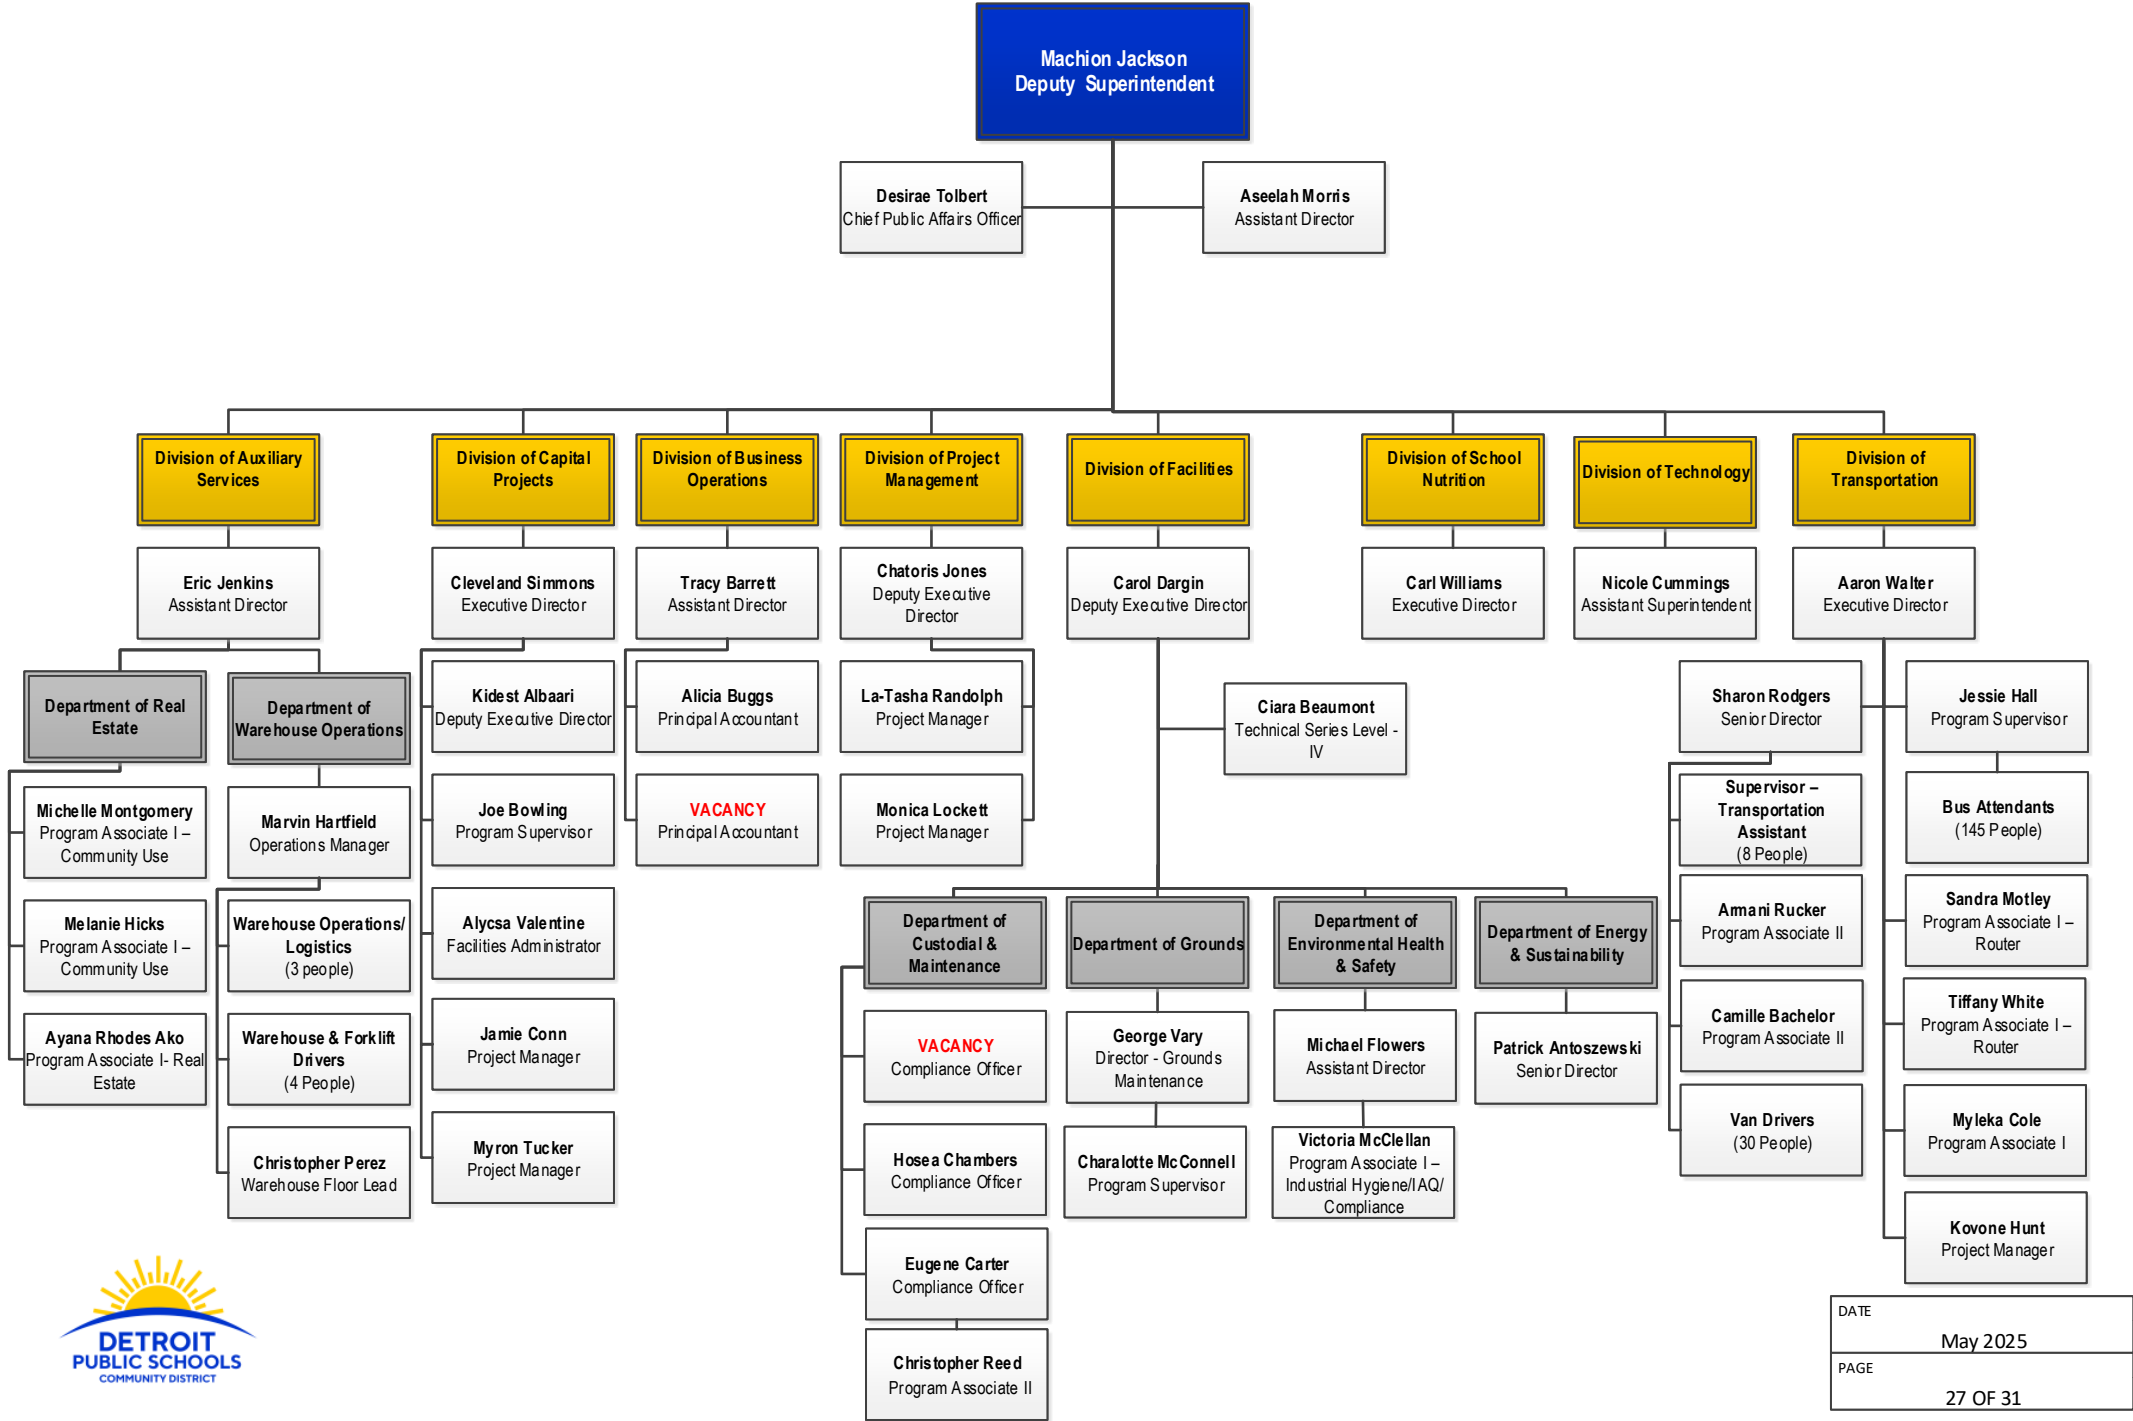 Machion Jackson
Deputy Superintendent
Desirae Tolbert
Chief Public Affairs Officer
Aseelah Morris
Assistant Director
Division of Auxiliary
Services
Division of Capital
Projects
Division of Business
Operations
Division of Project
Management
Division of Facilities
Division of School
Nutrition
Division of Technology
Division of
Transportation
Eric Jenkins
Assistant Director
Cleveland Simmons
Executive Director
Tracy Barrett
Assistant Director
Chatoris Jones
Deputy Executive
Director
Carol Dargin
Deputy Executive Director
Carl Williams
Executive Director
Nicole Cummings
Assistant Superintendent
Aaron Walter
Executive Director
Department of Real
Estate
Department of
Warehouse Operations
Kidest Albaari
Deputy Executive Director
Alicia Buggs
Principal Accountant
La-Tasha Randolph
Project Manager
Ciara Beaumont
Technical Series Level -
IV
Sharon Rodgers
Senior Director
Jessie Hall
Program Supervisor
Michelle Montgomery
Program Associate I –
Community Use
Marvin Hartfield
Operations Manager
Joe Bowling
Program Supervisor
VACANCY
Principal Accountant
Monica Lockett
Project Manager
Supervisor –
Transportation
Assistant
(8 People)
Bus Attendants
(145 People)
Melanie Hicks
Program Associate I –
Community Use
Warehouse Operations/
Logistics
(3 people)
Alycsa Valentine
Facilities Administrator
Department of
Custodial &
Maintenance
Department of Grounds
Department of
Environmental Health
& Safety
Department of Energy
& Sustainability
Armani Rucker
Program Associate II
Sandra Motley
Program Associate I –
Router
Ayana Rhodes Ako
Program Associate I- Real
Estate
Warehouse & Forklift
Drivers
(4 People)
Jamie Conn
Project Manager
VACANCY
Compliance Officer
George Vary
Director - Grounds
Maintenance
Michael Flowers
Assistant Director
Patrick Antoszewski
Senior Director
Camille Bachelor
Program Associate II
Tiffany White
Program Associate I –
Router
Christopher Perez
Warehouse Floor Lead
Myron Tucker
Project Manager
Hosea Chambers
Compliance Officer
Charalotte McConnell
Program Supervisor
Victoria McClellan
Program Associate I –
Industrial Hygiene/IAQ/
Compliance
Van Drivers
(30 People)
Myleka Cole
Program Associate I
Eugene Carter
Compliance Officer
Kovone Hunt
Project Manager
Christopher Reed
Program Associate II
DETROIT
PUBLIC SCHOOLS
COMMUNITY DISTRICT
DATE
May 2025
PAGE
27 OF 31